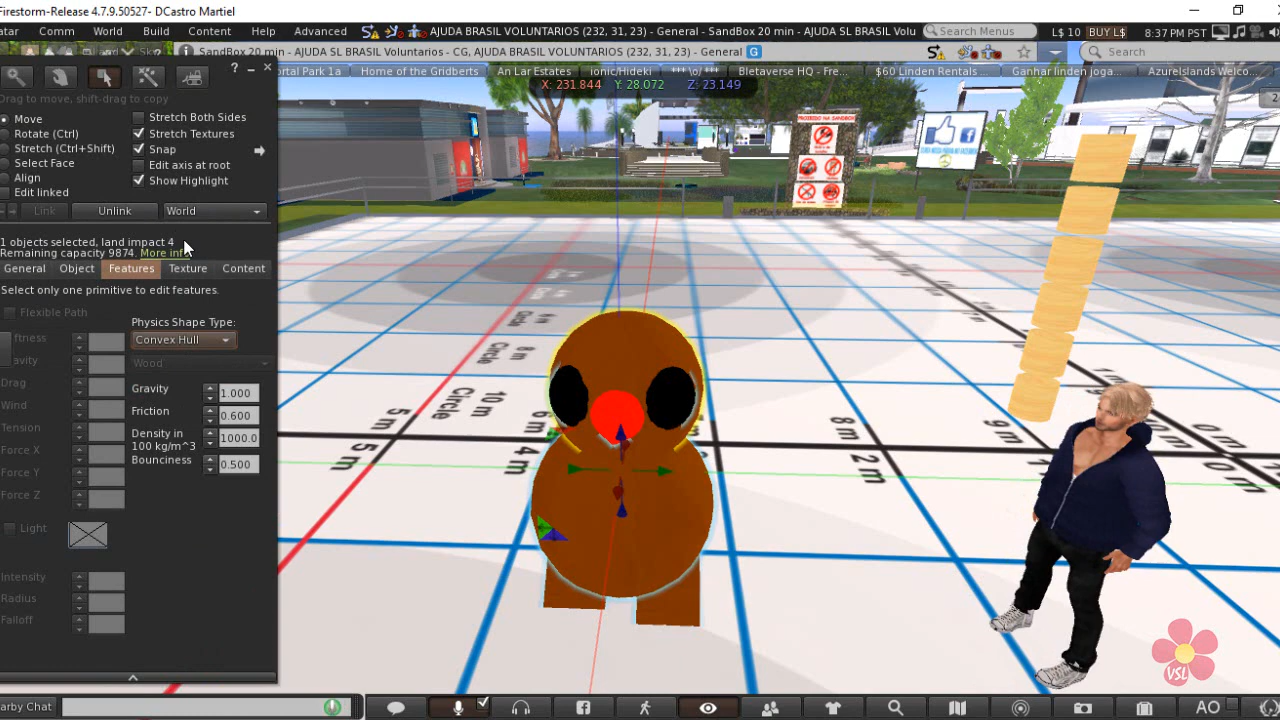 Firestorm-Release 4.7.9.50527- DCastro Martiel
atar Comm World Build Content Help Advanced AJUDA BRASIL VOLUNTARIOS (232, 31, 23) - General - SandBox 20 min - AJUDA SL BRASIL Volu Search Menus L$ 10 BUY L$ 8:37 PM PST
SandBox 20 min - AJUDA SL BRASIL Voluntarios - CG, AJUDA BRASIL VOLUNTARIOS (232, 31, 23) - General G Search
ortal Park 1a Home of the Gridberts An Lar Estates ionic/Hideki *** \o/ *** Bletaverse HQ - Fre... $60 Linden Rentals ... Ganhar linden joga... AzureIslands Welco...
X: 231.844 Y: 28.072 Z: 23.149
Drag to move, shift-drag to copy
Move
Rotate (Ctrl)
Stretch (Ctrl+Shift)
Select Face
Align
Edit linked
Stretch Both Sides
Stretch Textures
Snap
Edit axis at root
Show Highlight
Link Unlink World
1 objects selected, land impact 4
Remaining capacity 9874. More inf
General Object Features Texture Content
Select only one primitive to edit features.
Flexible Path
ftness
avity
Drag
Wind
Tension
Force X
Force Y
Force Z
Physics Shape Type:
Convex Hull
Wood
Gravity 1.000
Friction 0.600
Density in
100 kg/m^3 1000.0
Bounciness 0.500
Light
Intensity
Radius
Falloff
PROIBIDO NA SANDBOX
5 m
5 m
10 m
Circle
8 m
Circle
6 m
4 m
8 m
2 m
9 m
VSL
arby Chat
AO